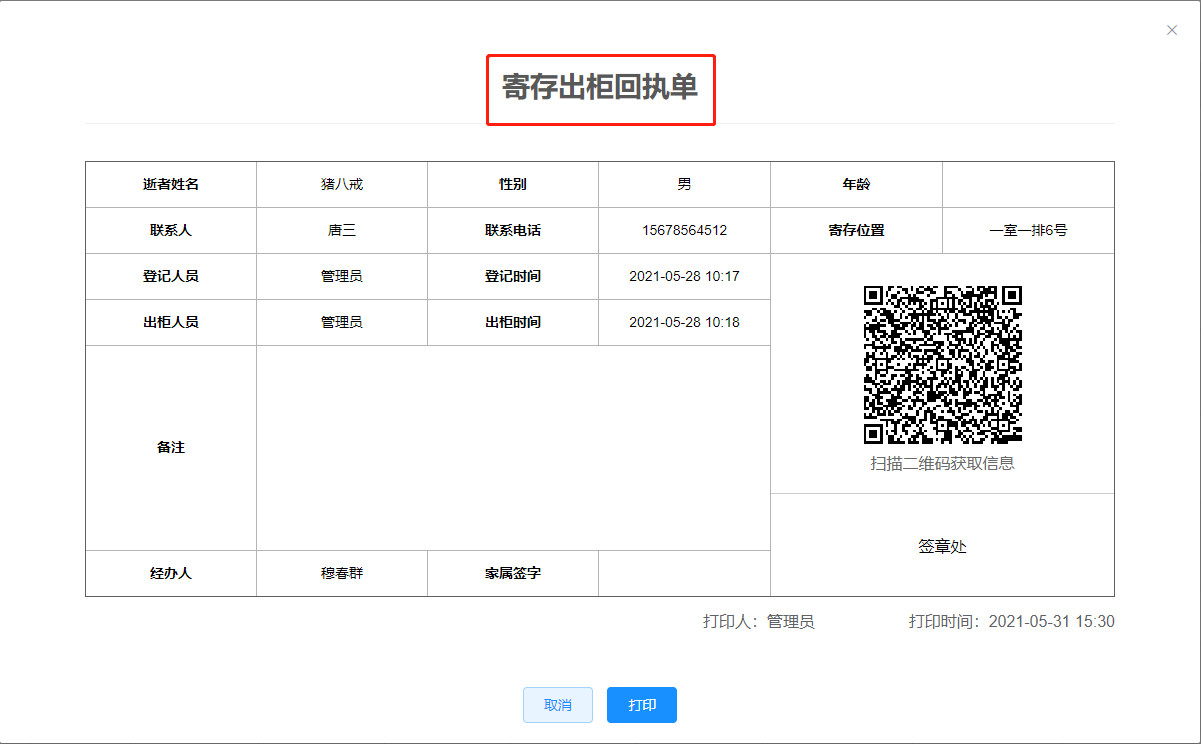 寄存出柜回执单
逝者姓名 猪八戒 性别 男 年龄
联系人 唐三 联系电话 15678564512 寄存位置 一室一排6号
登记人员 管理员 登记时间 2021-05-28 10:17
出柜人员 管理员 出柜时间 2021-05-28 10:18
扫描二维码获取信息
备注
签章处
经办人 穆春群 家属签字
打印人：管理员 打印时间：2021-05-31 15:30
取消 打印